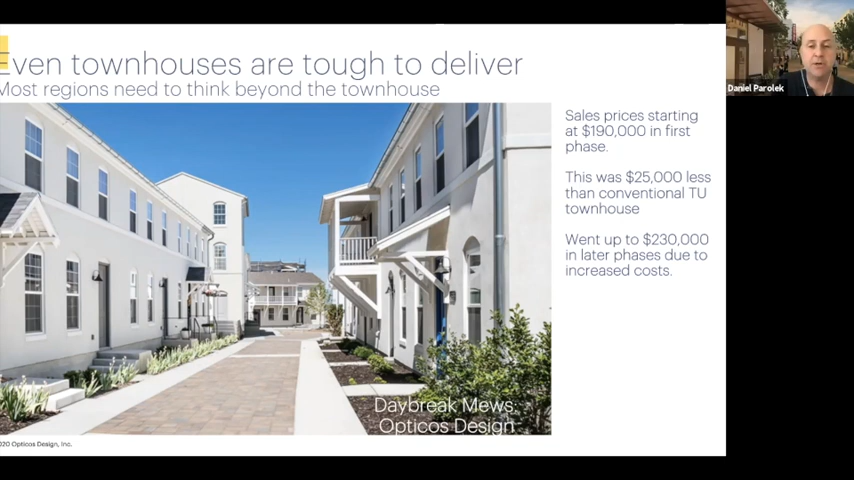 Even townhouses are tough to deliver
Most regions need to think beyond the townhouse
Daniel Parolek
Sales prices starting
at $190,000 in first
phase.
This was $25,000 less
than conventional TU
townhouse
Went up to $230,000
in later phases due to
increased costs.
Daybreak Mews:
Opticos Design
020 Opticos Design, Inc.